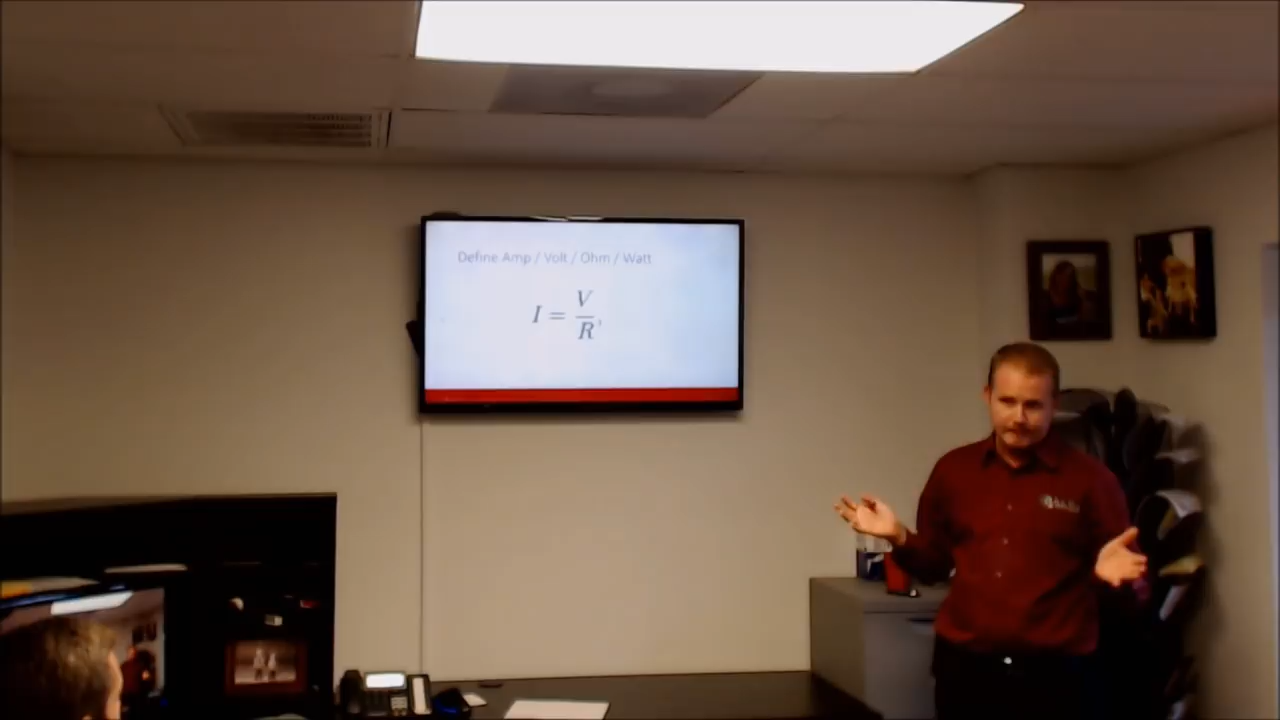 Define Amp / Volt / Ohm / Watt
I = V/R,